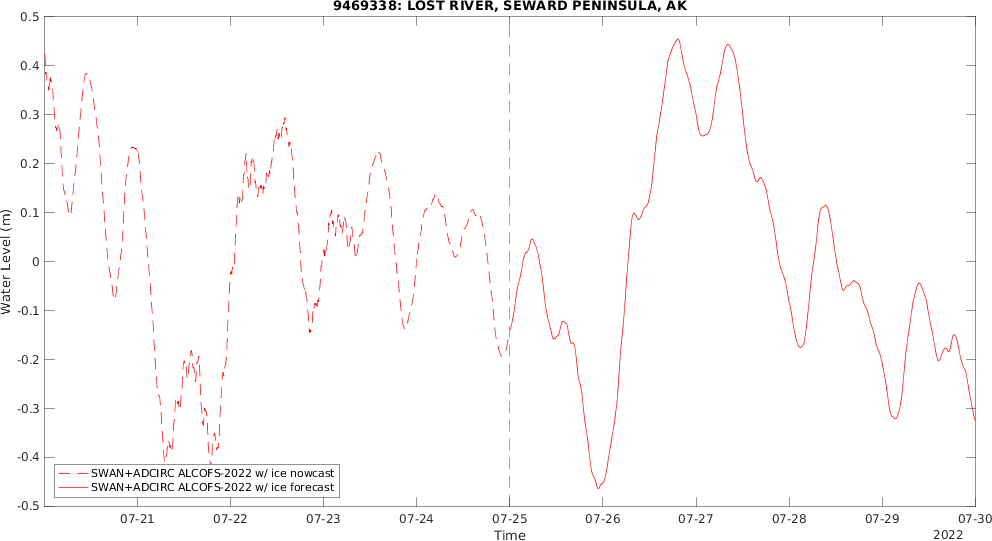 9469338: LOST RIVER, SEWARD PENINSULA, AK
0.5
0.4
0.3
0.2
0.1
0
-0.1
-0.2
-0.3
-0.4
-0.5
Water Level (m)
SWAN+ADCIRC ALCOFS-2022 w/ ice nowcast
SWAN+ADCIRC ALCOFS-2022 w/ ice forecast
07-21 07-22 07-23 07-24 07-25 07-26 07-27 07-28 07-29 07-30
Time
2022